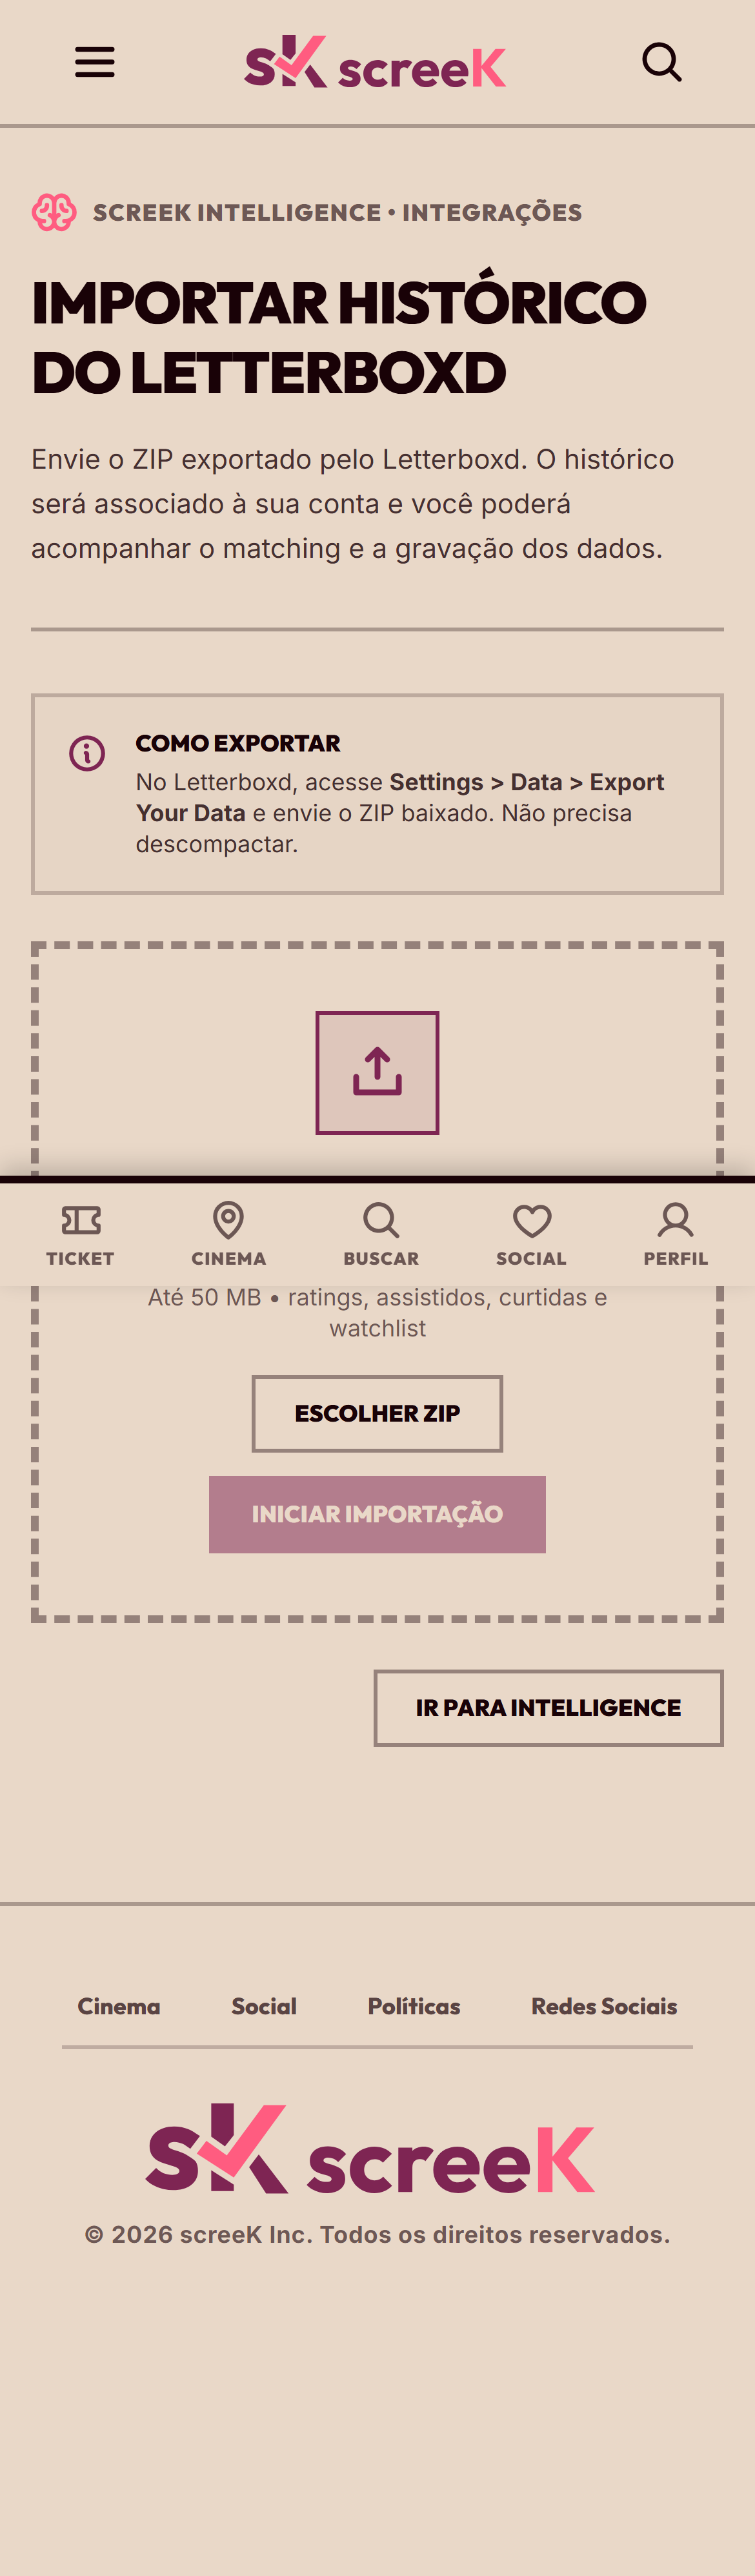 sK screeK
SCREEK INTELLIGENCE • INTEGRAÇÕES
IMPORTAR HISTÓRICO
DO LETTERBOXD
Envie o ZIP exportado pelo Letterboxd. O histórico
será associado à sua conta e você poderá
acompanhar o matching e a gravação dos dados.
COMO EXPORTAR
No Letterboxd, acesse Settings > Data > Export
Your Data e envie o ZIP baixado. Não precisa
descompactar.
TICKET CINEMA BUSCAR SOCIAL PERFIL
Até 50 MB • ratings, assistidos, curtidas e
watchlist
ESCOLHER ZIP
INICIAR IMPORTAÇÃO
IR PARA INTELLIGENCE
Cinema Social Políticas Redes Sociais
sK screeK
© 2026 screeK Inc. Todos os direitos reservados.